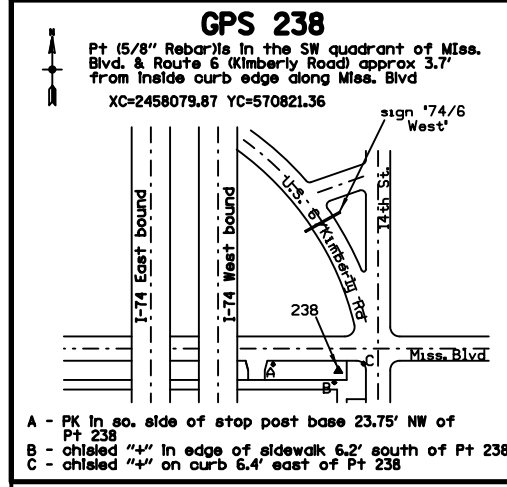 GPS 238
Pt (5/8" Rebar)is in the SW quadrant of MIss.
Blvd. & Route 6 (Kimberly Road) approx 3.7'
from inside curb edge along Miss. Blvd
XC=2458079.87 YC=570821.36
sign '74/6
West'
I-74 East bound
I-74 West bound
U.S. 6/Kimberly Rd
14th St.
238
A
B
C
Miss. Blvd
A - PK in so. side of stop post base 23.75' NW of
Pt 238
B - chisled "+" in edge of sidewalk 6.2' south of Pt 238
C - chisled "+" on curb 6.4' east of Pt 238
N